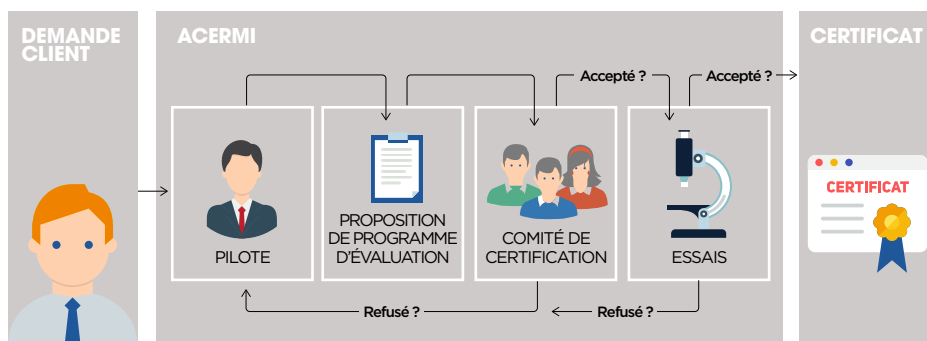 DEMANDE
CLIENT
ACERMI
CERTIFICAT
Accepté ?
Accepté ?
PILOTE
PROPOSITION
DE PROGRAMME
D'ÉVALUATION
COMITÉ DE
CERTIFICATION
ESSAIS
CERTIFICAT
Refusé ?
Refusé ?